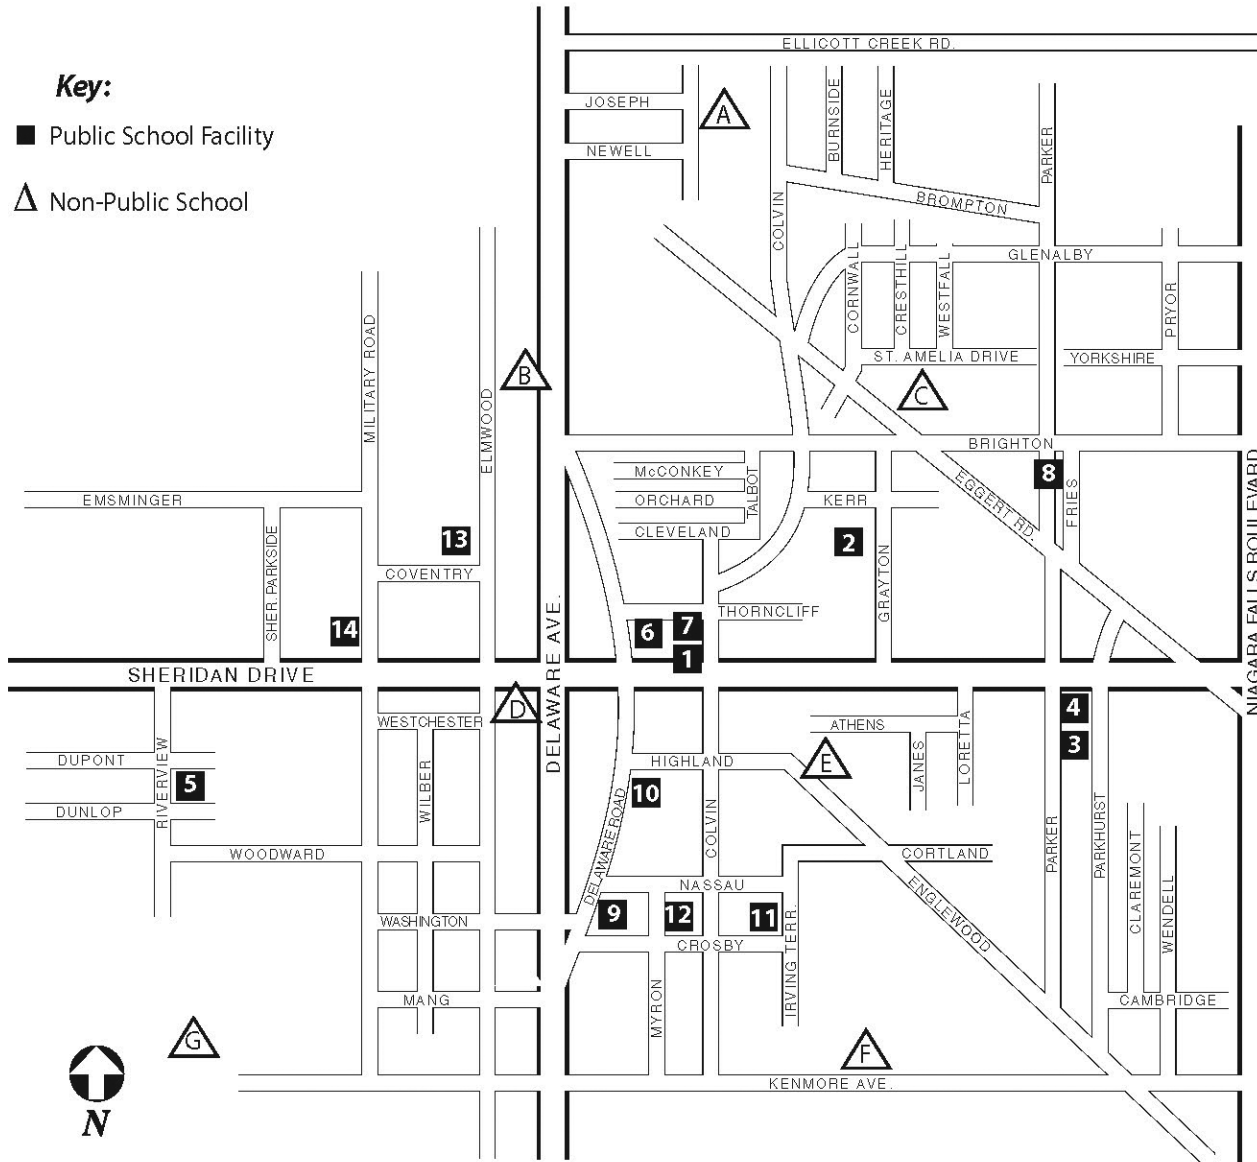 ELLICOTT CREEK RD.
Key:
Public School Facility
Non-Public School
JOSEPH
NEWELL
A
COLVIN
BURNSIDE
HERITAGE
PARKER
BROMPTON
GLENALBY
CORNWALL
CRESTHILL
WESTFALL
PRYOR
ST. AMELIA DRIVE
YORKSHIRE
MILITARY ROAD
ELMWOOD
B
C
BRIGHTON
McCONKEY
ORCHARD
CLEVELAND
TALBOT
KERR
EGGERT RD.
8
FRIES
NIAGARA FALLS BOULEVARD
EMSMINGER
SHER. PARKSIDE
13
COVENTRY
14
2
GRAYTON
THORNCLIFF
6
7
1
DELAWARE AVE.
SHERIDAN DRIVE
D
WESTCHESTER
ATHENS
JANES
LORETTA
4
3
DUPONT
DUNLOP
RIVERVIEW
5
WILBER
HIGHLAND
E
10
DELAWARE ROAD
COLVIN
WOODWARD
CORTLAND
PARKER
PARKHURST
CLAREMONT
WENDELL
NASSAU
ENGLEWOOD
WASHINGTON
9
12
11
CROSBY
IRVING TERR.
MANG
MYRON
CAMBRIDGE
G
F
KENMORE AVE.
N